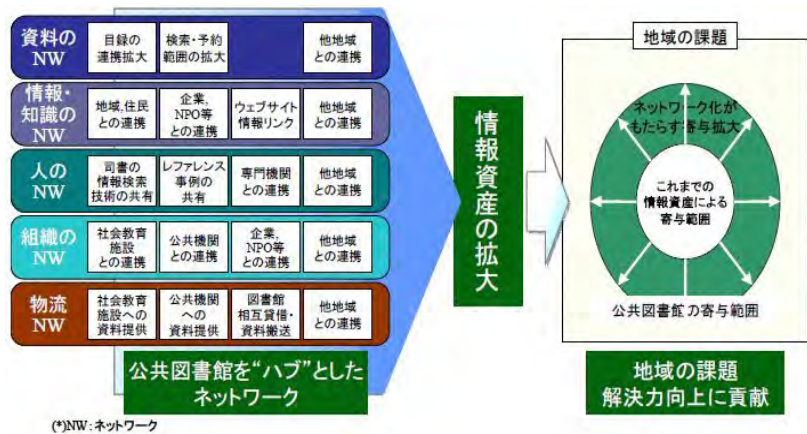 資料の
NW
目録の
連携拡大
検索・予約
範囲の拡大
他地域
との連携
情報・
知識の
NW
地域,住民
との連携
企業,
NPO等
との連携
ウェブサイト
情報リンク
他地域
との連携
人の
NW
司書の
情報検索
技術の共有
レファレンス
事例の
共有
専門機関
との連携
他地域
との連携
組織の
NW
社会教育
施設
との連携
公共機関
との連携
企業,
NPO等
との連携
他地域
との連携
物流
NW
社会教育
施設への
資料提供
公共機関
への
資料提供
図書館
相互貸借・
資料搬送
他地域
との連携
公共図書館を“ハブ”とした
ネットワーク
(*)NW:ネットワーク
情報資産の拡大
地域の課題
ネットワーク化が
もたらす寄与拡大
これまでの
情報資産による
寄与範囲
公共図書館の寄与範囲
地域の課題
解決力向上に貢献